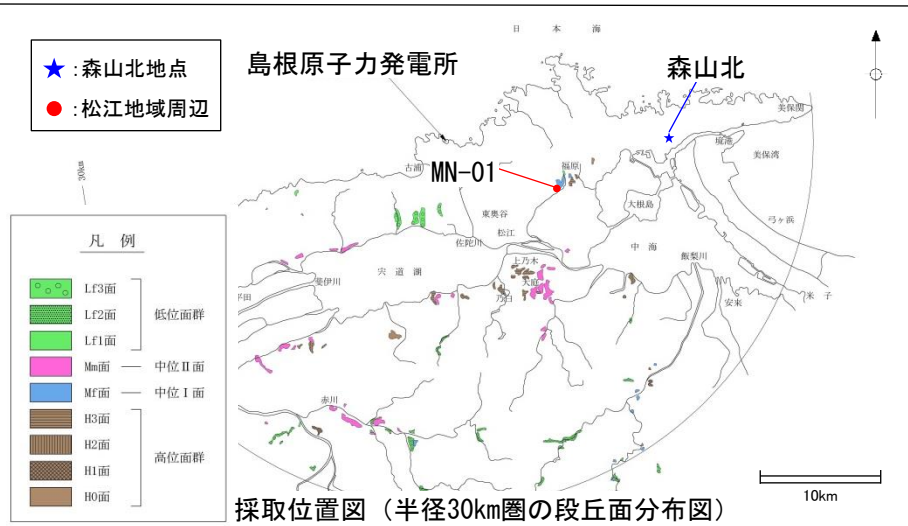 ★:森山北地点
●:松江地域周辺
日本海
島根原子力発電所
森山北
美保関
境港
美保湾
古浦
福原
MN-01
30km
大根島
弓ヶ浜
東奥谷
松江
佐陀川
中海
飯梨川
上乃木
宍道湖
大庭
斐伊川
乃白
安来
米子
平田
赤川
凡例
Lf3面
Lf2面
低位面群
Lf1面
Mm面 中位Ⅱ面
Mf面 中位Ⅰ面
H3面
H2面
高位面群
H1面
H0面
10km
採取位置図(半径30km圏の段丘面分布図)